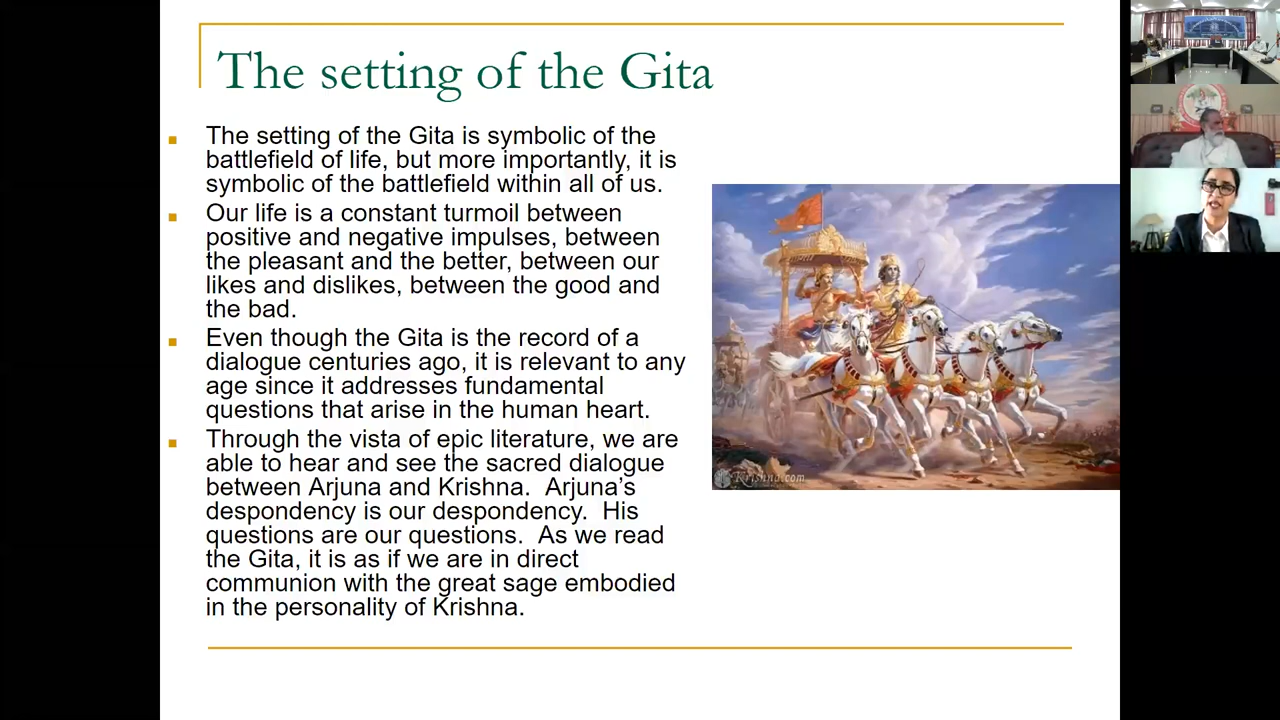 The setting of the Gita
The setting of the Gita is symbolic of the
battlefield of life, but more importantly, it is
symbolic of the battlefield within all of us.
Our life is a constant turmoil between
positive and negative impulses, between
the pleasant and the better, between our
likes and dislikes, between the good and
the bad.
Even though the Gita is the record of a
dialogue centuries ago, it is relevant to any
age since it addresses fundamental
questions that arise in the human heart.
Through the vista of epic literature, we are
able to hear and see the sacred dialogue
between Arjuna and Krishna.  Arjuna’s
despondency is our despondency.  His
questions are our questions.  As we read
the Gita, it is as if we are in direct
communion with the great sage embodied
in the personality of Krishna.
Krishna.com